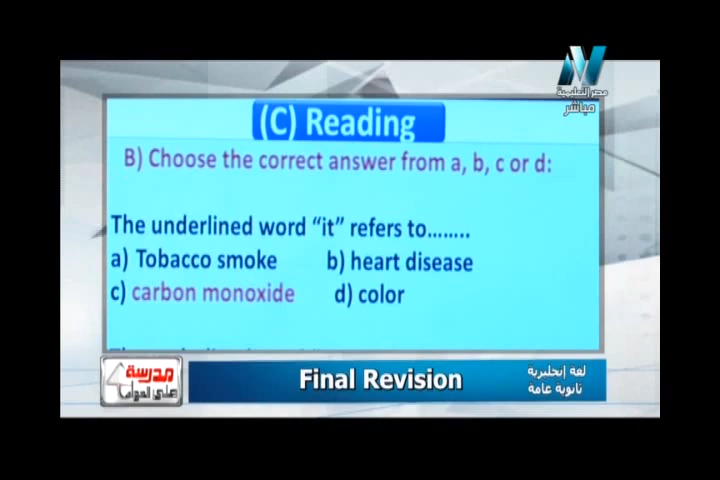 مصر التعليمية
مباشر
(C) Reading
B) Choose the correct answer from a, b, c or d:
The underlined word “it” refers to........
a) Tobacco smoke b) heart disease
c) carbon monoxide d) color
مدرسة
على الهواء
Final Revision
لغة إنجليزية
ثانوية عامة